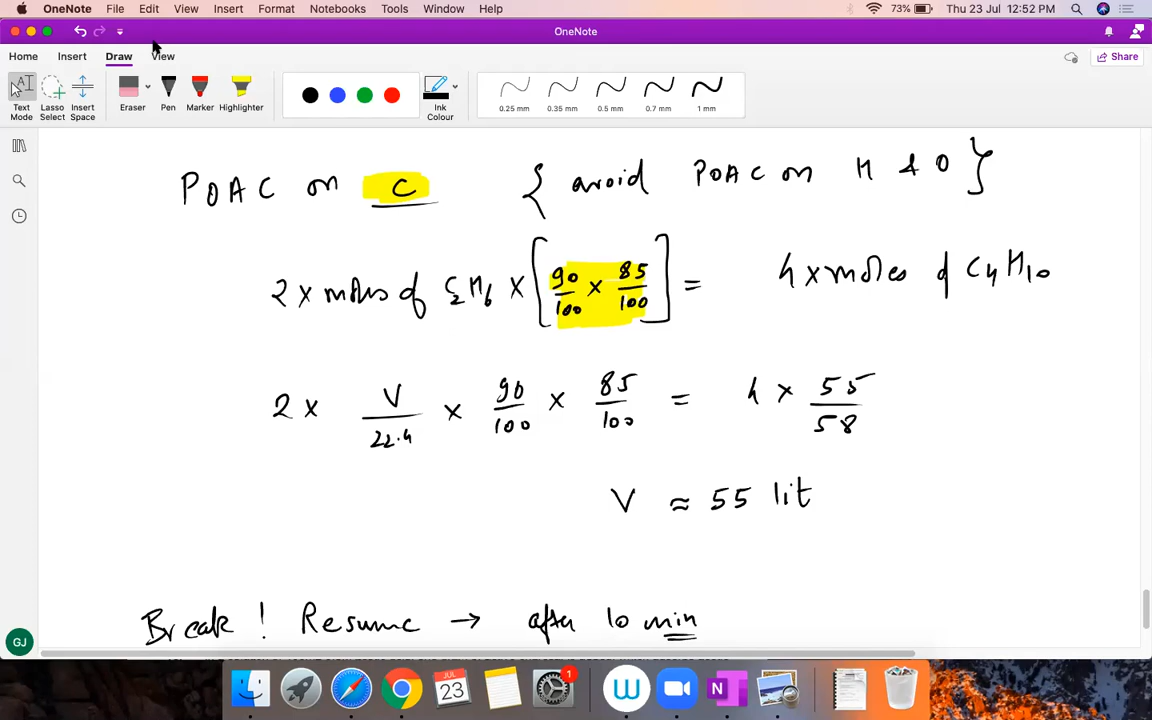 OneNote File Edit View Insert Format Notebooks Tools Window Help 73% Thu 23 Jul 12:52 PM
OneNote
Home Insert Draw View Share
Text Mode Lasso Select Insert Space Eraser Pen Marker Highlighter Ink Colour 0.25 mm 0.35 mm 0.5 mm 0.7 mm 1 mm
POAC on C { avoid POAC on H & O }
2 x moles of C2H6 x [ 90/100 x 85/100 ] = 4 x moles of C4H10
2 x V/22.4 x 90/100 x 85/100 = 4 x 55/58
V ≈ 55 lit
Break ! Resume → after 10 min
GJ
JUL 23 1 W N